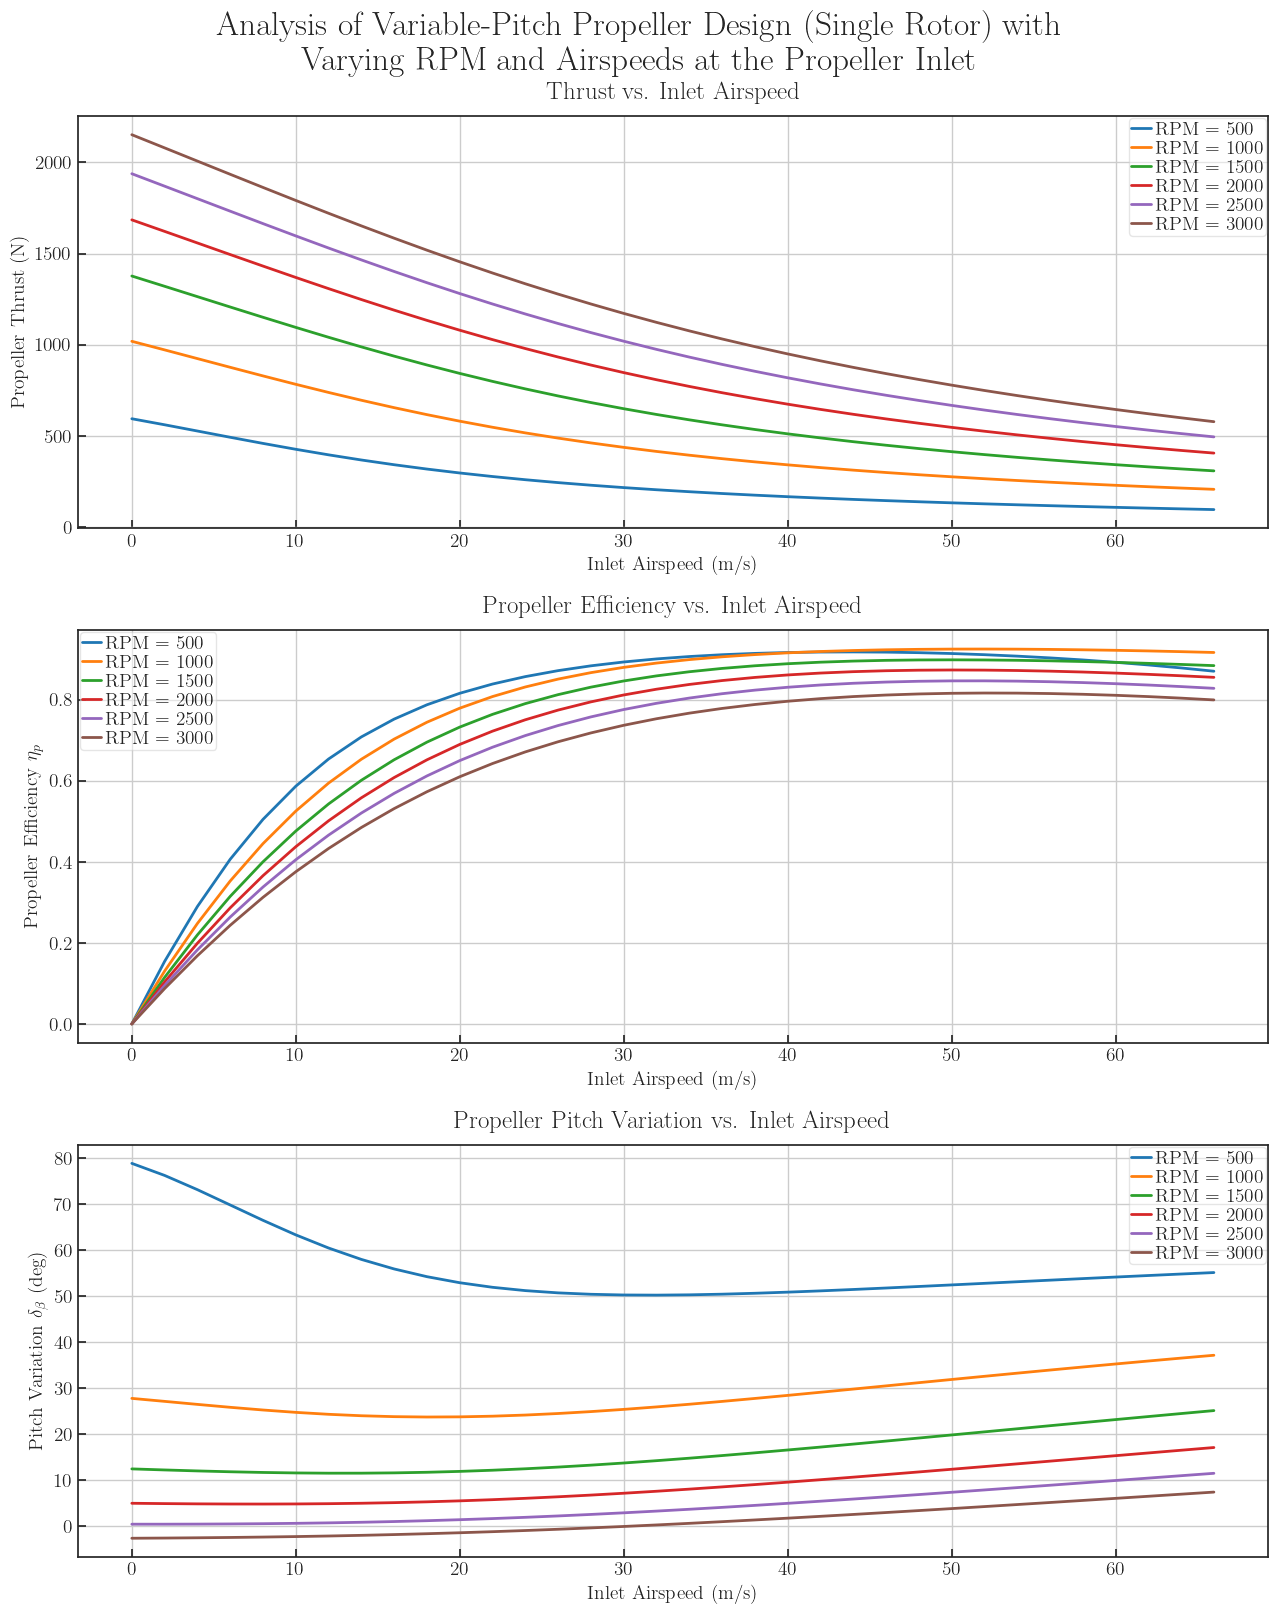 Analysis of Variable-Pitch Propeller Design (Single Rotor) with
Varying RPM and Airspeeds at the Propeller Inlet
Thrust vs. Inlet Airspeed
RPM = 500
RPM = 1000
RPM = 1500
RPM = 2000
RPM = 2500
RPM = 3000
Propeller Thrust (N)
2000
1500
1000
500
0
0 10 20 30 40 50 60
Inlet Airspeed (m/s)
Propeller Efficiency vs. Inlet Airspeed
RPM = 500
RPM = 1000
RPM = 1500
RPM = 2000
RPM = 2500
RPM = 3000
Propeller Efficiency ηₚ
0.8
0.6
0.4
0.2
0.0
0 10 20 30 40 50 60
Inlet Airspeed (m/s)
Propeller Pitch Variation vs. Inlet Airspeed
RPM = 500
RPM = 1000
RPM = 1500
RPM = 2000
RPM = 2500
RPM = 3000
Pitch Variation δᵦ (deg)
80
70
60
50
40
30
20
10
0
0 10 20 30 40 50 60
Inlet Airspeed (m/s)